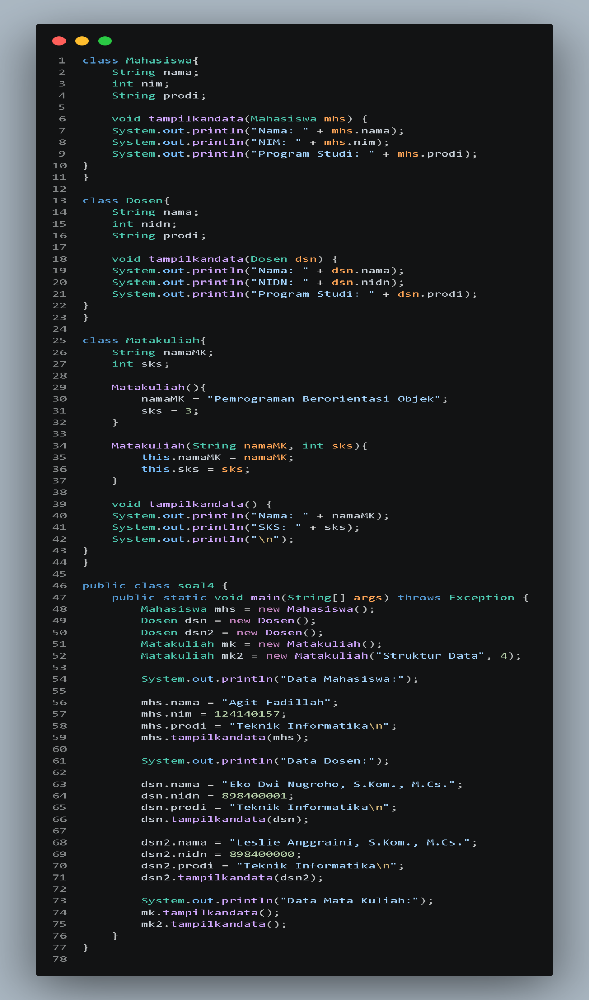 1 class Mahasiswa{
2     String nama;
3     int nim;
4     String prodi;
5
6     void tampilkandata(Mahasiswa mhs) {
7     System.out.println("Nama: " + mhs.nama);
8     System.out.println("NIM: " + mhs.nim);
9     System.out.println("Program Studi: " + mhs.prodi);
10 }
11 }
12
13 class Dosen{
14     String nama;
15     int nidn;
16     String prodi;
17
18     void tampilkandata(Dosen dsn) {
19     System.out.println("Nama: " + dsn.nama);
20     System.out.println("NIDN: " + dsn.nidn);
21     System.out.println("Program Studi: " + dsn.prodi);
22 }
23 }
24
25 class Matakuliah{
26     String namaMK;
27     int sks;
28
29     Matakuliah(){
30         namaMK = "Pemrograman Berorientasi Objek";
31         sks = 3;
32     }
33
34     Matakuliah(String namaMK, int sks){
35         this.namaMK = namaMK;
36         this.sks = sks;
37     }
38
39     void tampilkandata() {
40     System.out.println("Nama: " + namaMK);
41     System.out.println("SKS: " + sks);
42     System.out.println("\n");
43 }
44 }
45
46 public class soal4 {
47     public static void main(String[] args) throws Exception {
48         Mahasiswa mhs = new Mahasiswa();
49         Dosen dsn = new Dosen();
50         Dosen dsn2 = new Dosen();
51         Matakuliah mk = new Matakuliah();
52         Matakuliah mk2 = new Matakuliah("Struktur Data", 4);
53
54         System.out.println("Data Mahasiswa:");
55
56         mhs.nama = "Agit Fadillah";
57         mhs.nim = 124140157;
58         mhs.prodi = "Teknik Informatika\n";
59         mhs.tampilkandata(mhs);
60
61         System.out.println("Data Dosen:");
62
63         dsn.nama = "Eko Dwi Nugroho, S.Kom., M.Cs.";
64         dsn.nidn = 898400001;
65         dsn.prodi = "Teknik Informatika\n";
66         dsn.tampilkandata(dsn);
67
68         dsn2.nama = "Leslie Anggraini, S.Kom., M.Cs.";
69         dsn2.nidn = 898400000;
70         dsn2.prodi = "Teknik Informatika\n";
71         dsn2.tampilkandata(dsn2);
72
73         System.out.println("Data Mata Kuliah:");
74         mk.tampilkandata();
75         mk2.tampilkandata();
76     }
77 }
78